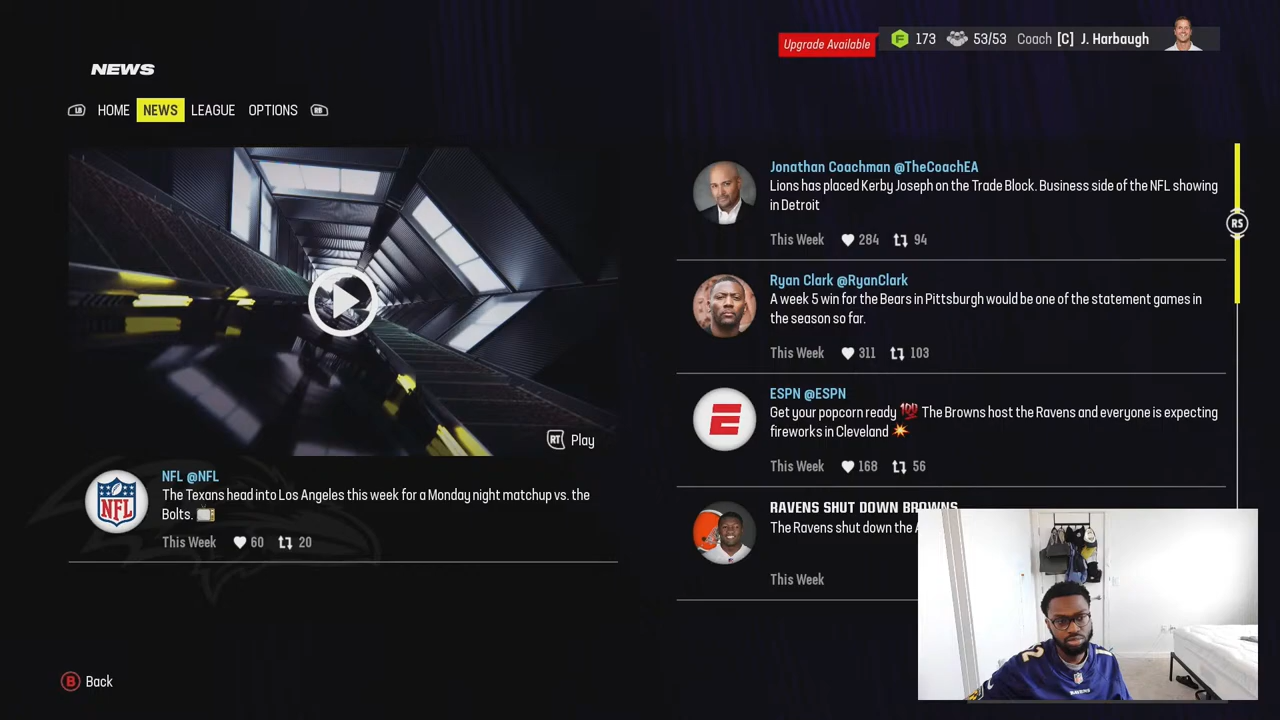 Upgrade Available
173 53/53 Coach [C] J. Harbaugh
NEWS
LB HOME NEWS LEAGUE OPTIONS RB
RT Play
NFL
NFL @NFL
The Texans head into Los Angeles this week for a Monday night matchup vs. the
Bolts. 📺
This Week 60 20
Jonathan Coachman @TheCoachEA
Lions has placed Kerby Joseph on the Trade Block. Business side of the NFL showing
in Detroit
This Week 284 94
RS
Ryan Clark @RyanClark
A week 5 win for the Bears in Pittsburgh would be one of the statement games in
the season so far.
This Week 311 103
ESPN @ESPN
Get your popcorn ready 💯 The Browns host the Ravens and everyone is expecting
fireworks in Cleveland 💥
This Week 168 56
RAVENS SHUT DOWN BROWNS
The Ravens shut down the
This Week
RAVENS
B Back